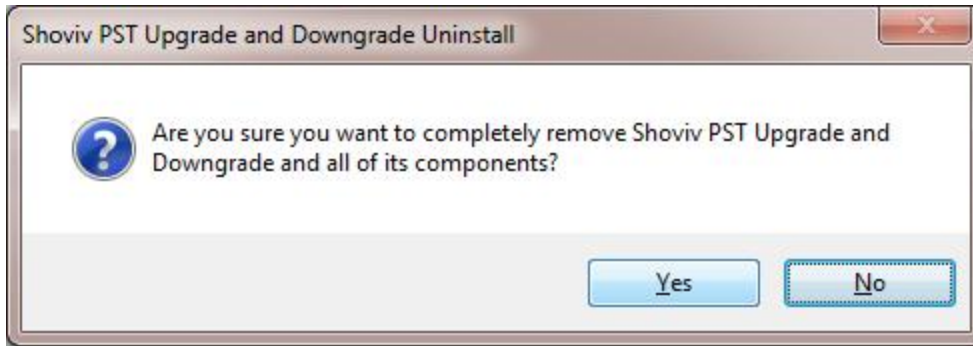 Shoviv PST Upgrade and Downgrade Uninstall
Are you sure you want to completely remove Shoviv PST Upgrade and
Downgrade and all of its components?
Yes
No